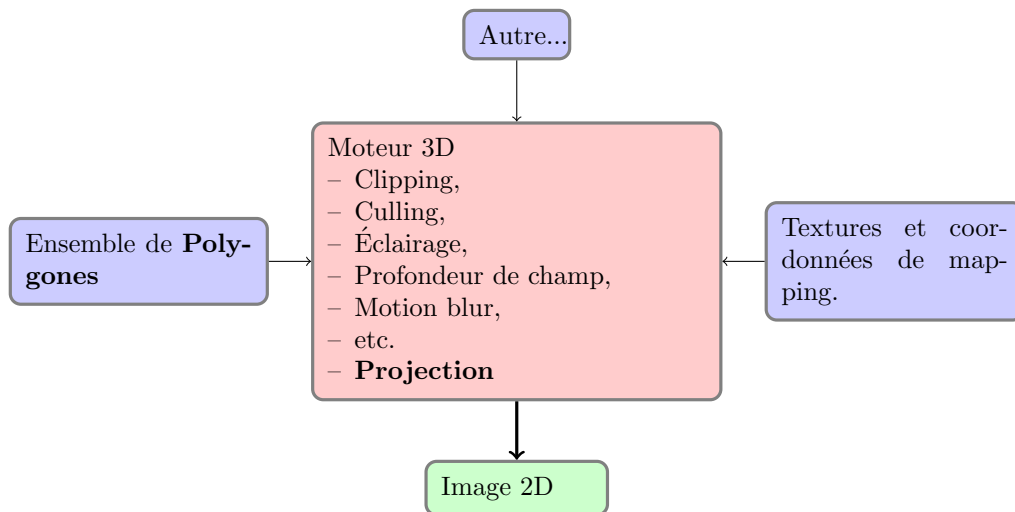 Autre...
Moteur 3D
– Clipping,
– Culling,
– Éclairage,
– Profondeur de champ,
– Motion blur,
– etc.
– Projection
Ensemble de Poly-
gones
Textures et coor-
données de map-
ping.
Image 2D